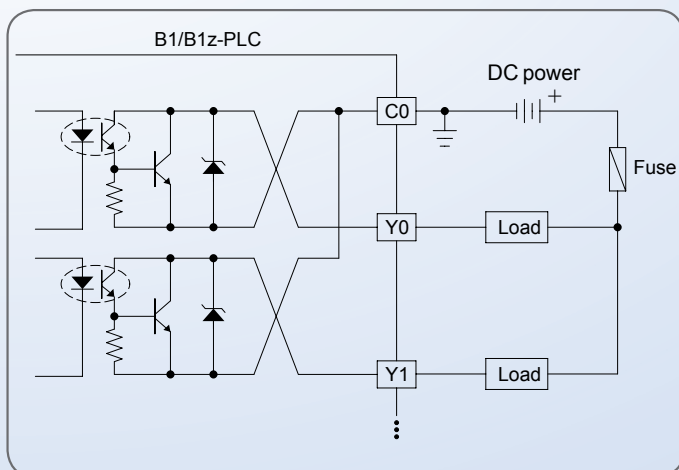 B1/B1z-PLC
DC power
C0
+
Fuse
Y0
Load
Y1
Load